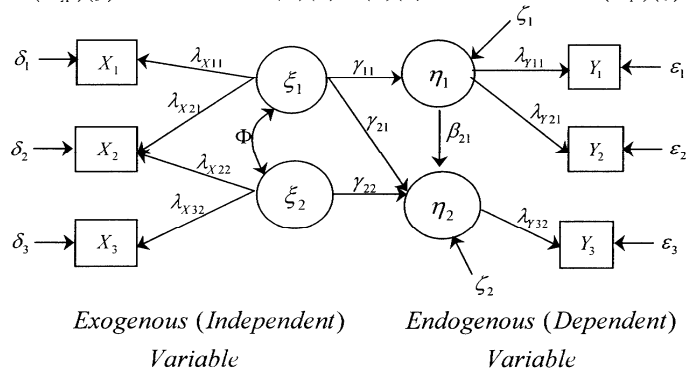 ζ1
δ1 X1 λX11 ξ1 γ11 η1 λY11 Y1 ε1
λX21 γ21 λY21
δ2 X2 Φ β21 Y2 ε2
λX22
λX32 ξ2 γ22 η2 λY32
δ3 X3 Y3 ε3
ζ2
Exogenous (Independent) Endogenous (Dependent)
Variable Variable